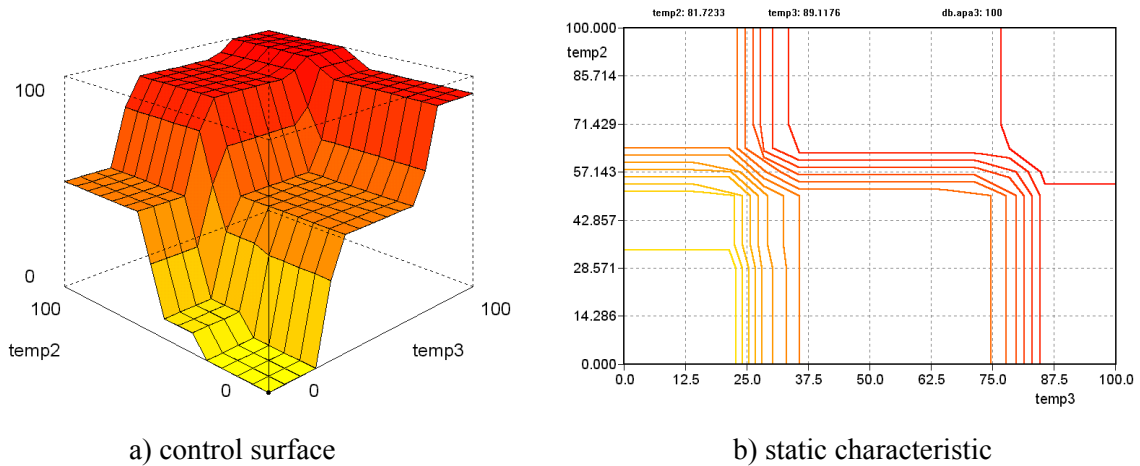 100
0
100
temp2
0
0
temp3
100
temp2: 81.7233 temp3: 89.1176 db.apa3: 100
100.000
temp2
85.714
71.429
57.143
42.857
28.571
14.286
0.000
0.0 12.5 25.0 37.5 50.0 62.5 75.0 87.5 100.0
temp3
a) control surface
b) static characteristic